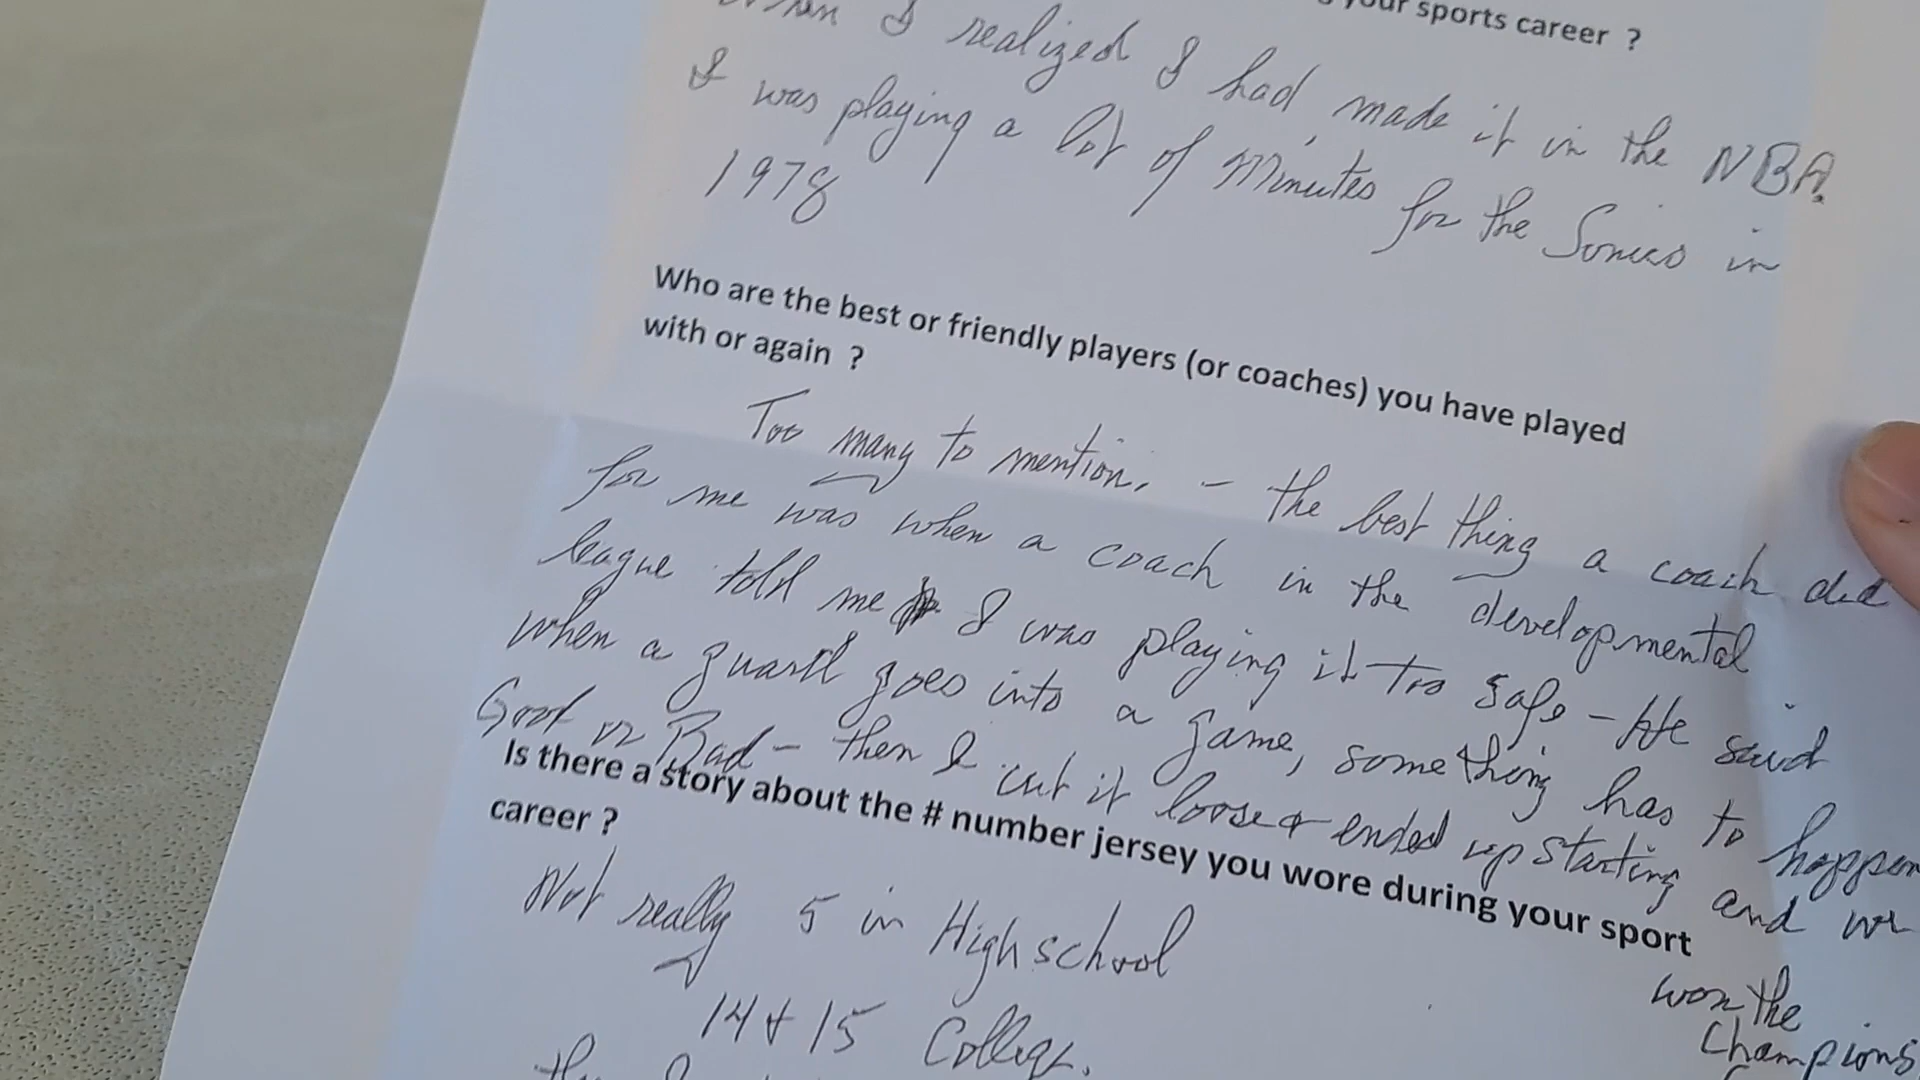 your sports career ?
When I realized I had made it in the NBA.
I was playing a lot of minutes for the Sonics in
1978
Who are the best or friendly players (or coaches) you have played
with or again ?
Too many to mention. - the best thing a coach did
for me was when a coach in the developmental
league told me I was playing it too safe - He said
when a guard goes into a game, something has to happen
Good or Bad - then I cut it loose & ended up starting and we
won the
Champions
Is there a story about the # number jersey you wore during your sport
career ?
Not really 5 in High school
14 + 15 College.